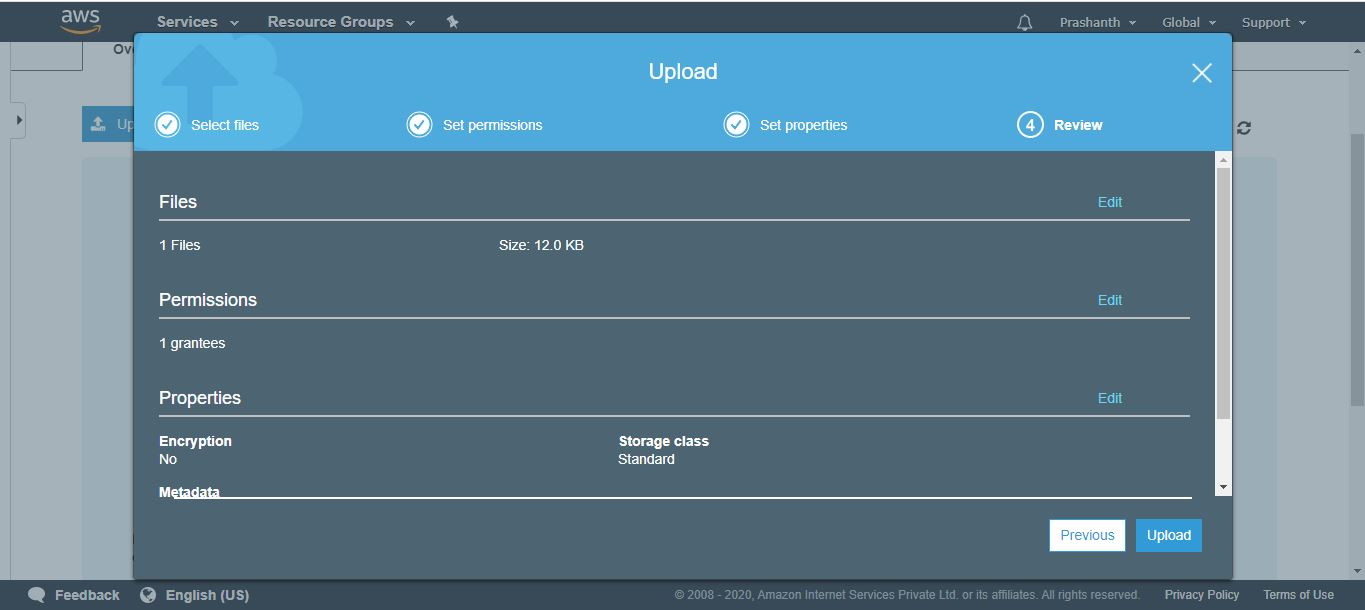 aws Services Resource Groups Prashanth Global Support
Ov
Upload
Up
Select files Set permissions Set properties 4 Review
Files Edit
1 Files Size: 12.0 KB
Permissions Edit
1 grantees
Properties Edit
Encryption Storage class
No Standard
Metadata
Previous Upload
Feedback English (US) © 2008 - 2020, Amazon Internet Services Private Ltd. or its affiliates. All rights reserved. Privacy Policy Terms of Use